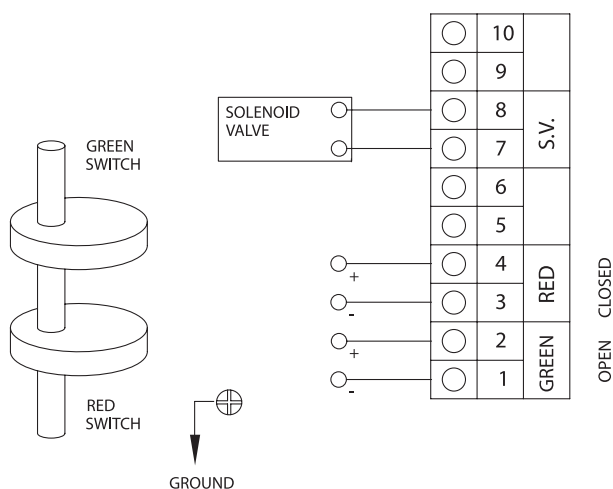 GREEN
SWITCH
RED
SWITCH
GROUND
SOLENOID
VALVE
+
-
+
-
10
9
8
7
6
5
4
3
2
1
S.V.
RED
GREEN
CLOSED
OPEN